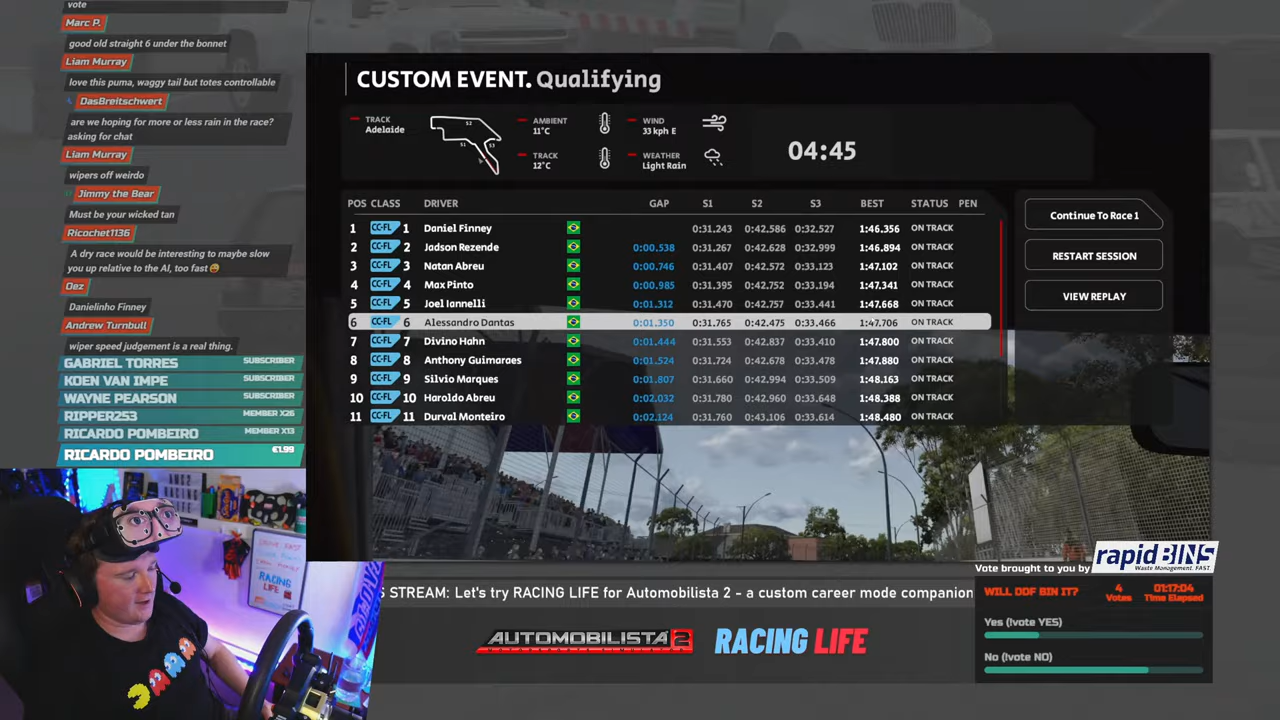 vote
Marc P.
good old straight 6 under the bonnet
Liam Murray
love this puma, waggy tail but totes controllable
DasBreitschwert
are we hoping for more or less rain in the race?
asking for chat
Liam Murray
wipers off weirdo
Jimmy the Bear
Must be your wicked tan
Ricochet1136
A dry race would be interesting to maybe slow
you up relative to the AI, too fast
Oez
Danielinho Finney
Andrew Turnbull
wiper speed judgement is a real thing.
GABRIEL TORRES SUBSCRIBER
KOEN VAN IMPE SUBSCRIBER
WAYNE PEARSON SUBSCRIBER
RIPPER253 MEMBER X26
RICARDO POMBEIRO MEMBER X13
RICARDO POMBEIRO €1.99
CUSTOM EVENT. Qualifying
TRACK
Adelaide
S2
S1
S3
AMBIENT
11°C
TRACK
12°C
WIND
33 kph E
WEATHER
Light Rain
04:45
POS CLASS DRIVER GAP S1 S2 S3 BEST STATUS PEN
1 CC-FL 1 Daniel Finney 0:31.243 0:42.586 0:32.527 1:46.356 ON TRACK
2 CC-FL 2 Jadson Rezende 0:00.538 0:31.267 0:42.628 0:32.999 1:46.894 ON TRACK
3 CC-FL 3 Natan Abreu 0:00.746 0:31.407 0:42.572 0:33.123 1:47.102 ON TRACK
4 CC-FL 4 Max Pinto 0:00.985 0:31.395 0:42.752 0:33.194 1:47.341 ON TRACK
5 CC-FL 5 Joel Iannelli 0:01.312 0:31.470 0:42.757 0:33.441 1:47.668 ON TRACK
6 CC-FL 6 Alessandro Dantas 0:01.350 0:31.765 0:42.475 0:33.466 1:47.706 ON TRACK
7 CC-FL 7 Divino Hahn 0:01.444 0:31.553 0:42.837 0:33.410 1:47.800 ON TRACK
8 CC-FL 8 Anthony Guimaraes 0:01.524 0:31.724 0:42.678 0:33.478 1:47.880 ON TRACK
9 CC-FL 9 Silvio Marques 0:01.807 0:31.660 0:42.994 0:33.509 1:48.163 ON TRACK
10 CC-FL 10 Haroldo Abreu 0:02.032 0:31.780 0:42.960 0:33.648 1:48.388 ON TRACK
11 CC-FL 11 Durval Monteiro 0:02.124 0:31.760 0:43.106 0:33.614 1:48.480 ON TRACK
Continue To Race 1
RESTART SESSION
VIEW REPLAY
RACING
LIFE
STREAM: Let's try RACING LIFE for Automobilista 2 - a custom career mode companion
AUTOMOBILISTA 2
RACING LIFE
Vote brought to you by
rapidBINS
Waste Management. FAST.
WILL DDF BIN IT?
4
Votes
01:17:04
Time Elapsed
Yes (!vote YES)
No (!vote NO)